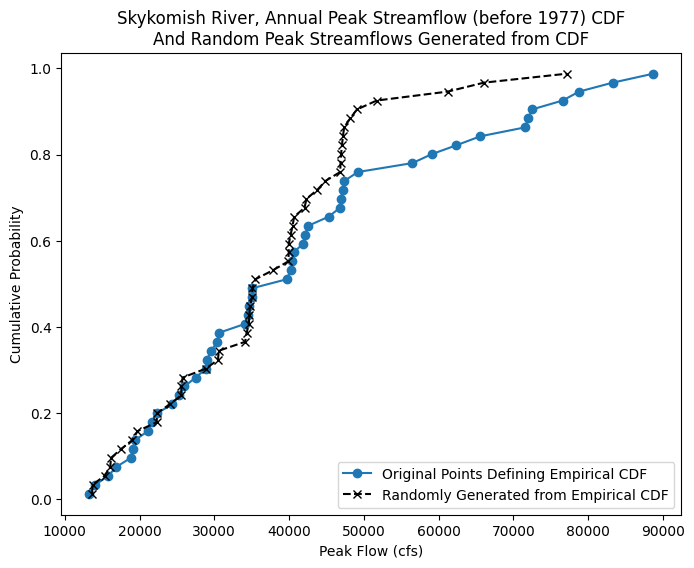 Skykomish River, Annual Peak Streamflow (before 1977) CDF
And Random Peak Streamflows Generated from CDF
Cumulative Probability
1.0
0.8
0.6
0.4
0.2
0.0
Original Points Defining Empirical CDF
Randomly Generated from Empirical CDF
10000 20000 30000 40000 50000 60000 70000 80000 90000
Peak Flow (cfs)